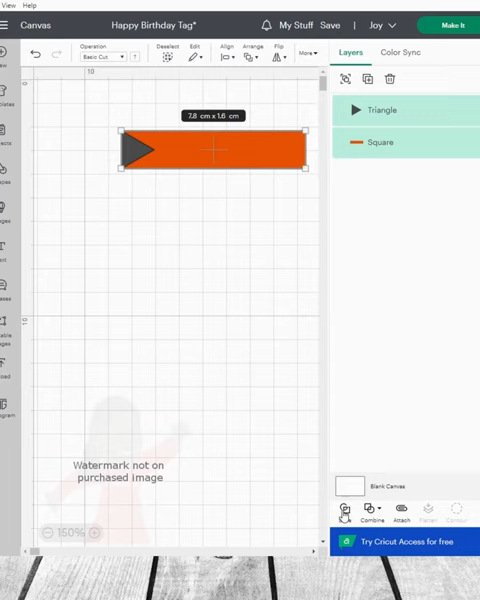 View Help
Canvas Happy Birthday Tag* My Stuff Save | Joy Make It
Operation Deselect Edit Align Arrange Flip
Basic Cut ? More
Layers Color Sync
10
0
7.8 cm x 1.6 cm
Triangle
Square
10
Watermark not on
purchased image
150%
Blank Canvas
Combine Attach Flatten Contour
Try Cricut Access for free